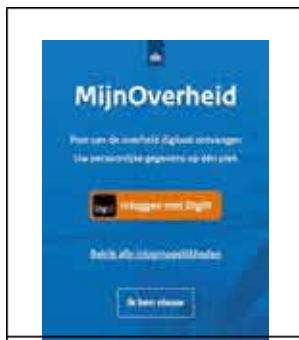 MijnOverheid
Post van de overheid digitaal ontvangen
Uw persoonlijke gegevens op één plek
Inloggen met DigiD
Bekijk alle inlogmogelijkheden
Ik ben nieuw